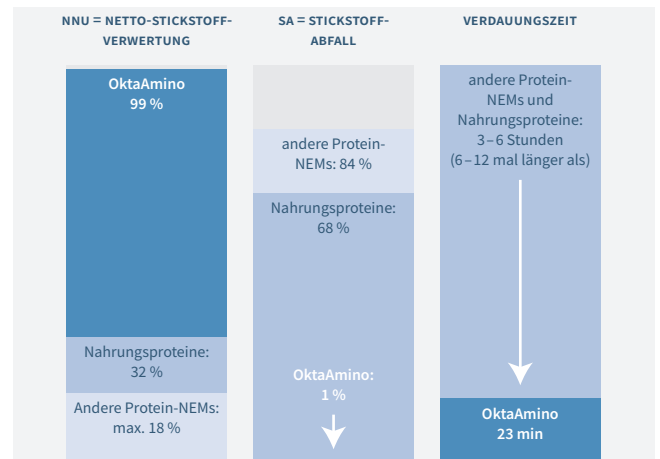 NNU = NETTO-STICKSTOFF-
VERWERTUNG
OktaAmino
99 %
Nahrungsproteine:
32 %
Andere Protein-NEMs:
max. 18 %
SA = STICKSTOFF-
ABFALL
andere Protein-
NEMs: 84 %
Nahrungsproteine:
68 %
OktaAmino:
1 %
VERDAUUNGSZEIT
andere Protein-
NEMs und
Nahrungsproteine:
3 – 6 Stunden
(6 – 12 mal länger als)
OktaAmino
23 min